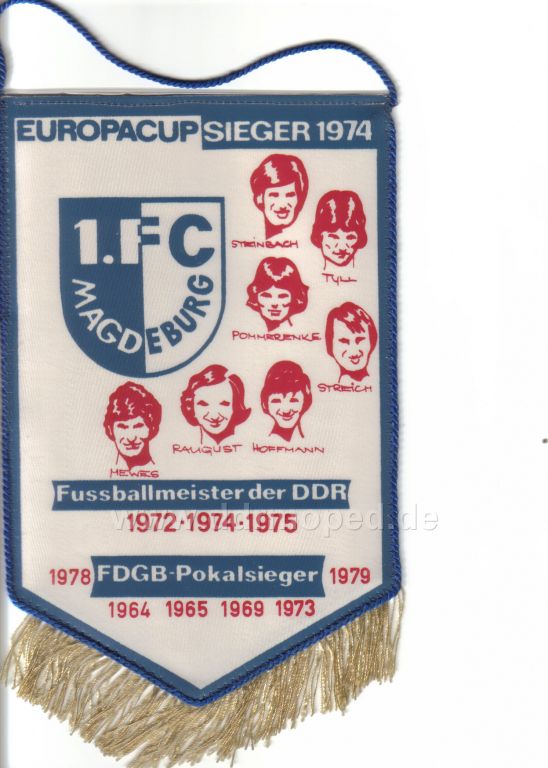 EUROPACUP SIEGER 1974
1.FC
MAGDEBURG
STEINBACH
TYLL
POMMERENKE
STREICH
MEWES
RAUGUST
HOFFMANN
Fussballmeister der DDR
1972·1974·1975
1978 FDGB-Pokalsieger 1979
1964 1965 1969 1973